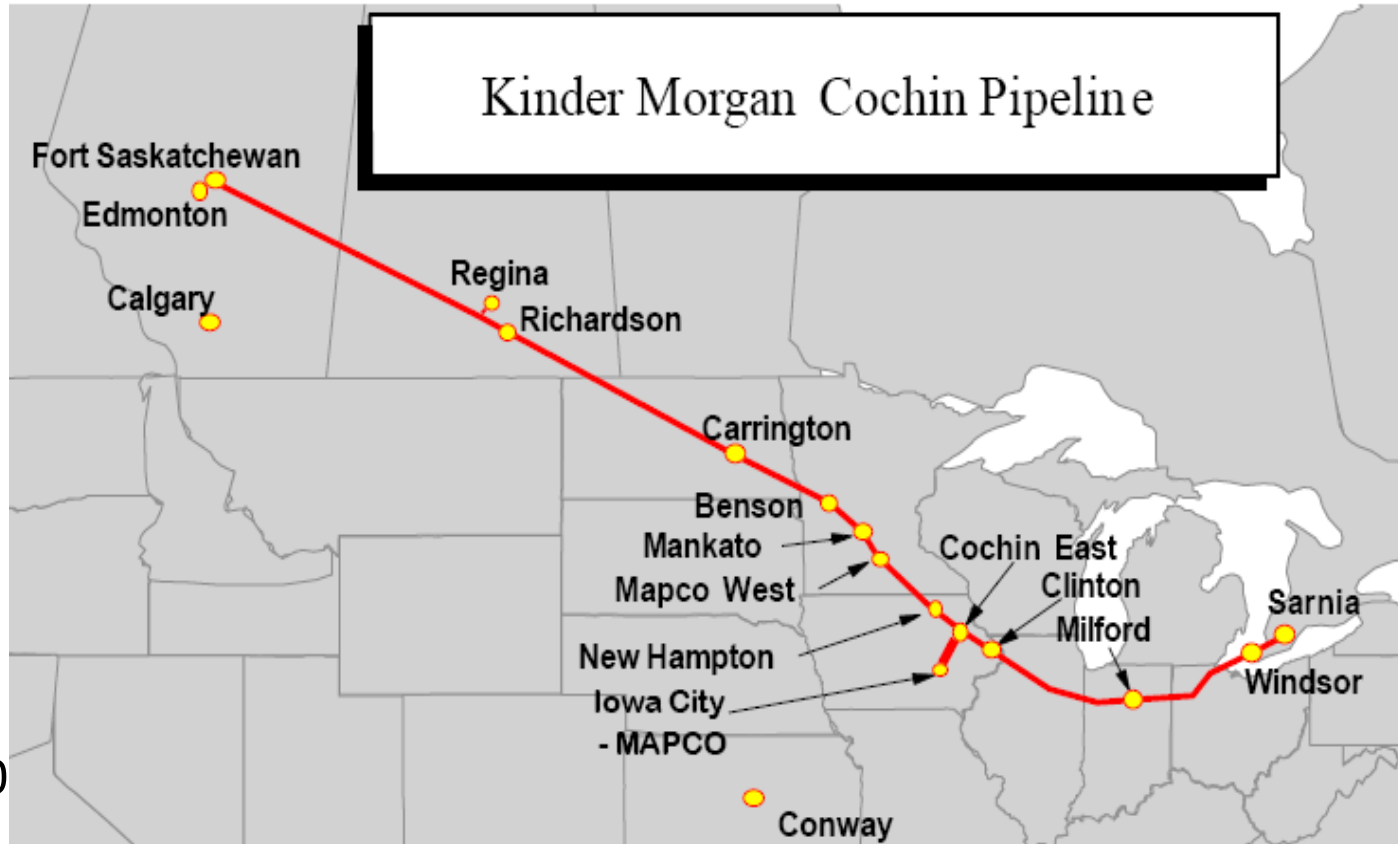 Kinder Morgan Cochin Pipeline
Fort Saskatchewan
Edmonton
Calgary
Regina
Richardson
Carrington
Benson
Mankato
Mapco West
Cochin East
Clinton
Milford
Sarnia
Windsor
New Hampton
Iowa City
- MAPCO
Conway